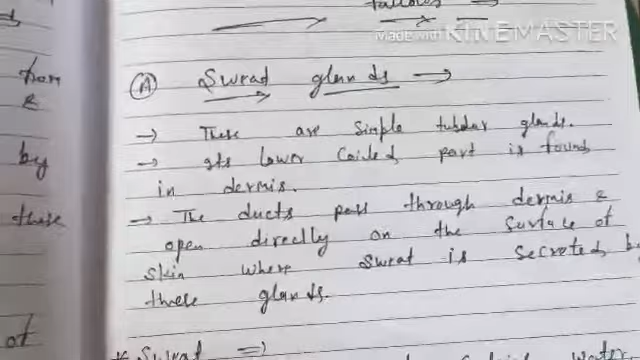 Made with KINEMASTER
han
&
by
these
of
(A) Sweat glands →
→ These are simple tubular glands.
→ Its lower coiled part is found
in dermis.
→ The ducts pass through dermis &
open directly on the surface of
skin where sweat is secreted by
these glands.
* Sweat ⇒
water